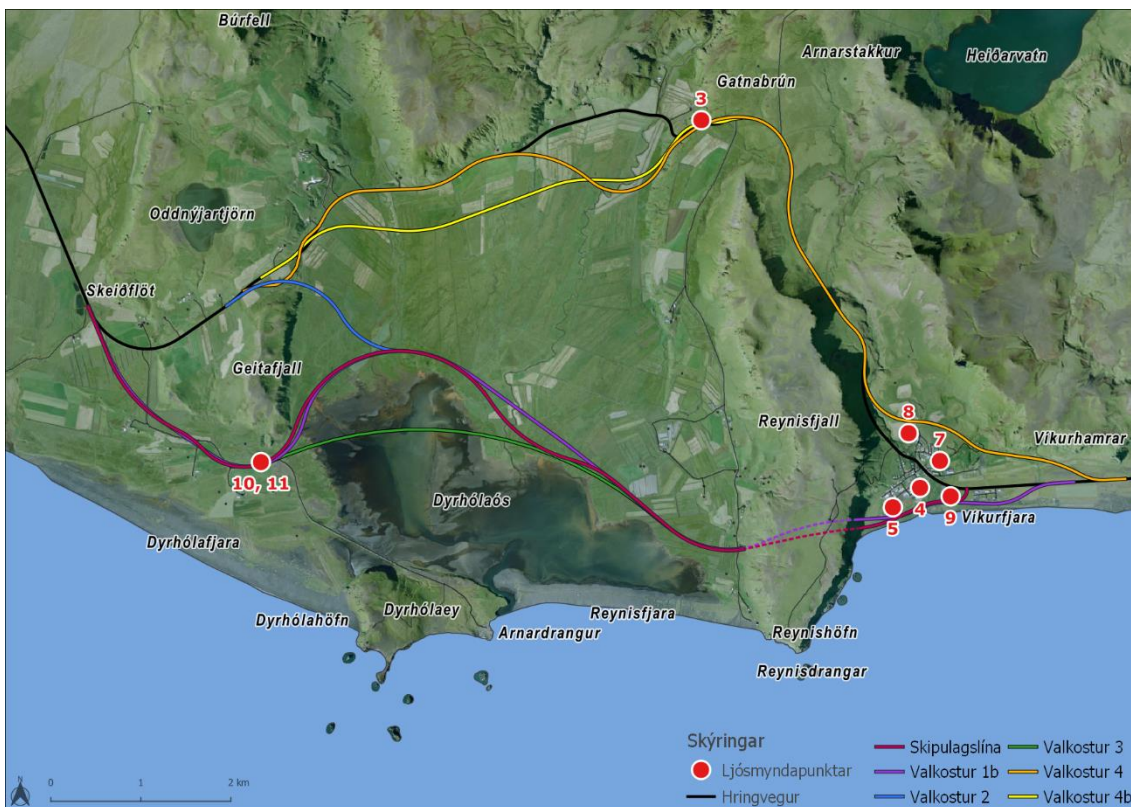 Búrfell
Arnarstakkur
Heiðarvatn
Gatnabrún
3
Oddnýjartjörn
Skeiðflöt
Geitafjall
Reynisfjall
8
Víkurhamrar
7
10, 11
Dyrhólaós
4
9
5
Víkurfjara
Dyrhólafjara
Dyrhólahöfn
Dyrhólaey
Arnardrangur
Reynisfjara
Reynishöfn
Reynisdrangar
Skýringar
Ljósmyndapunktar
Hringvegur
Skipulagslína
Valkostur 1b
Valkostur 2
Valkostur 3
Valkostur 4
Valkostur 4b
N
0 1 2 km